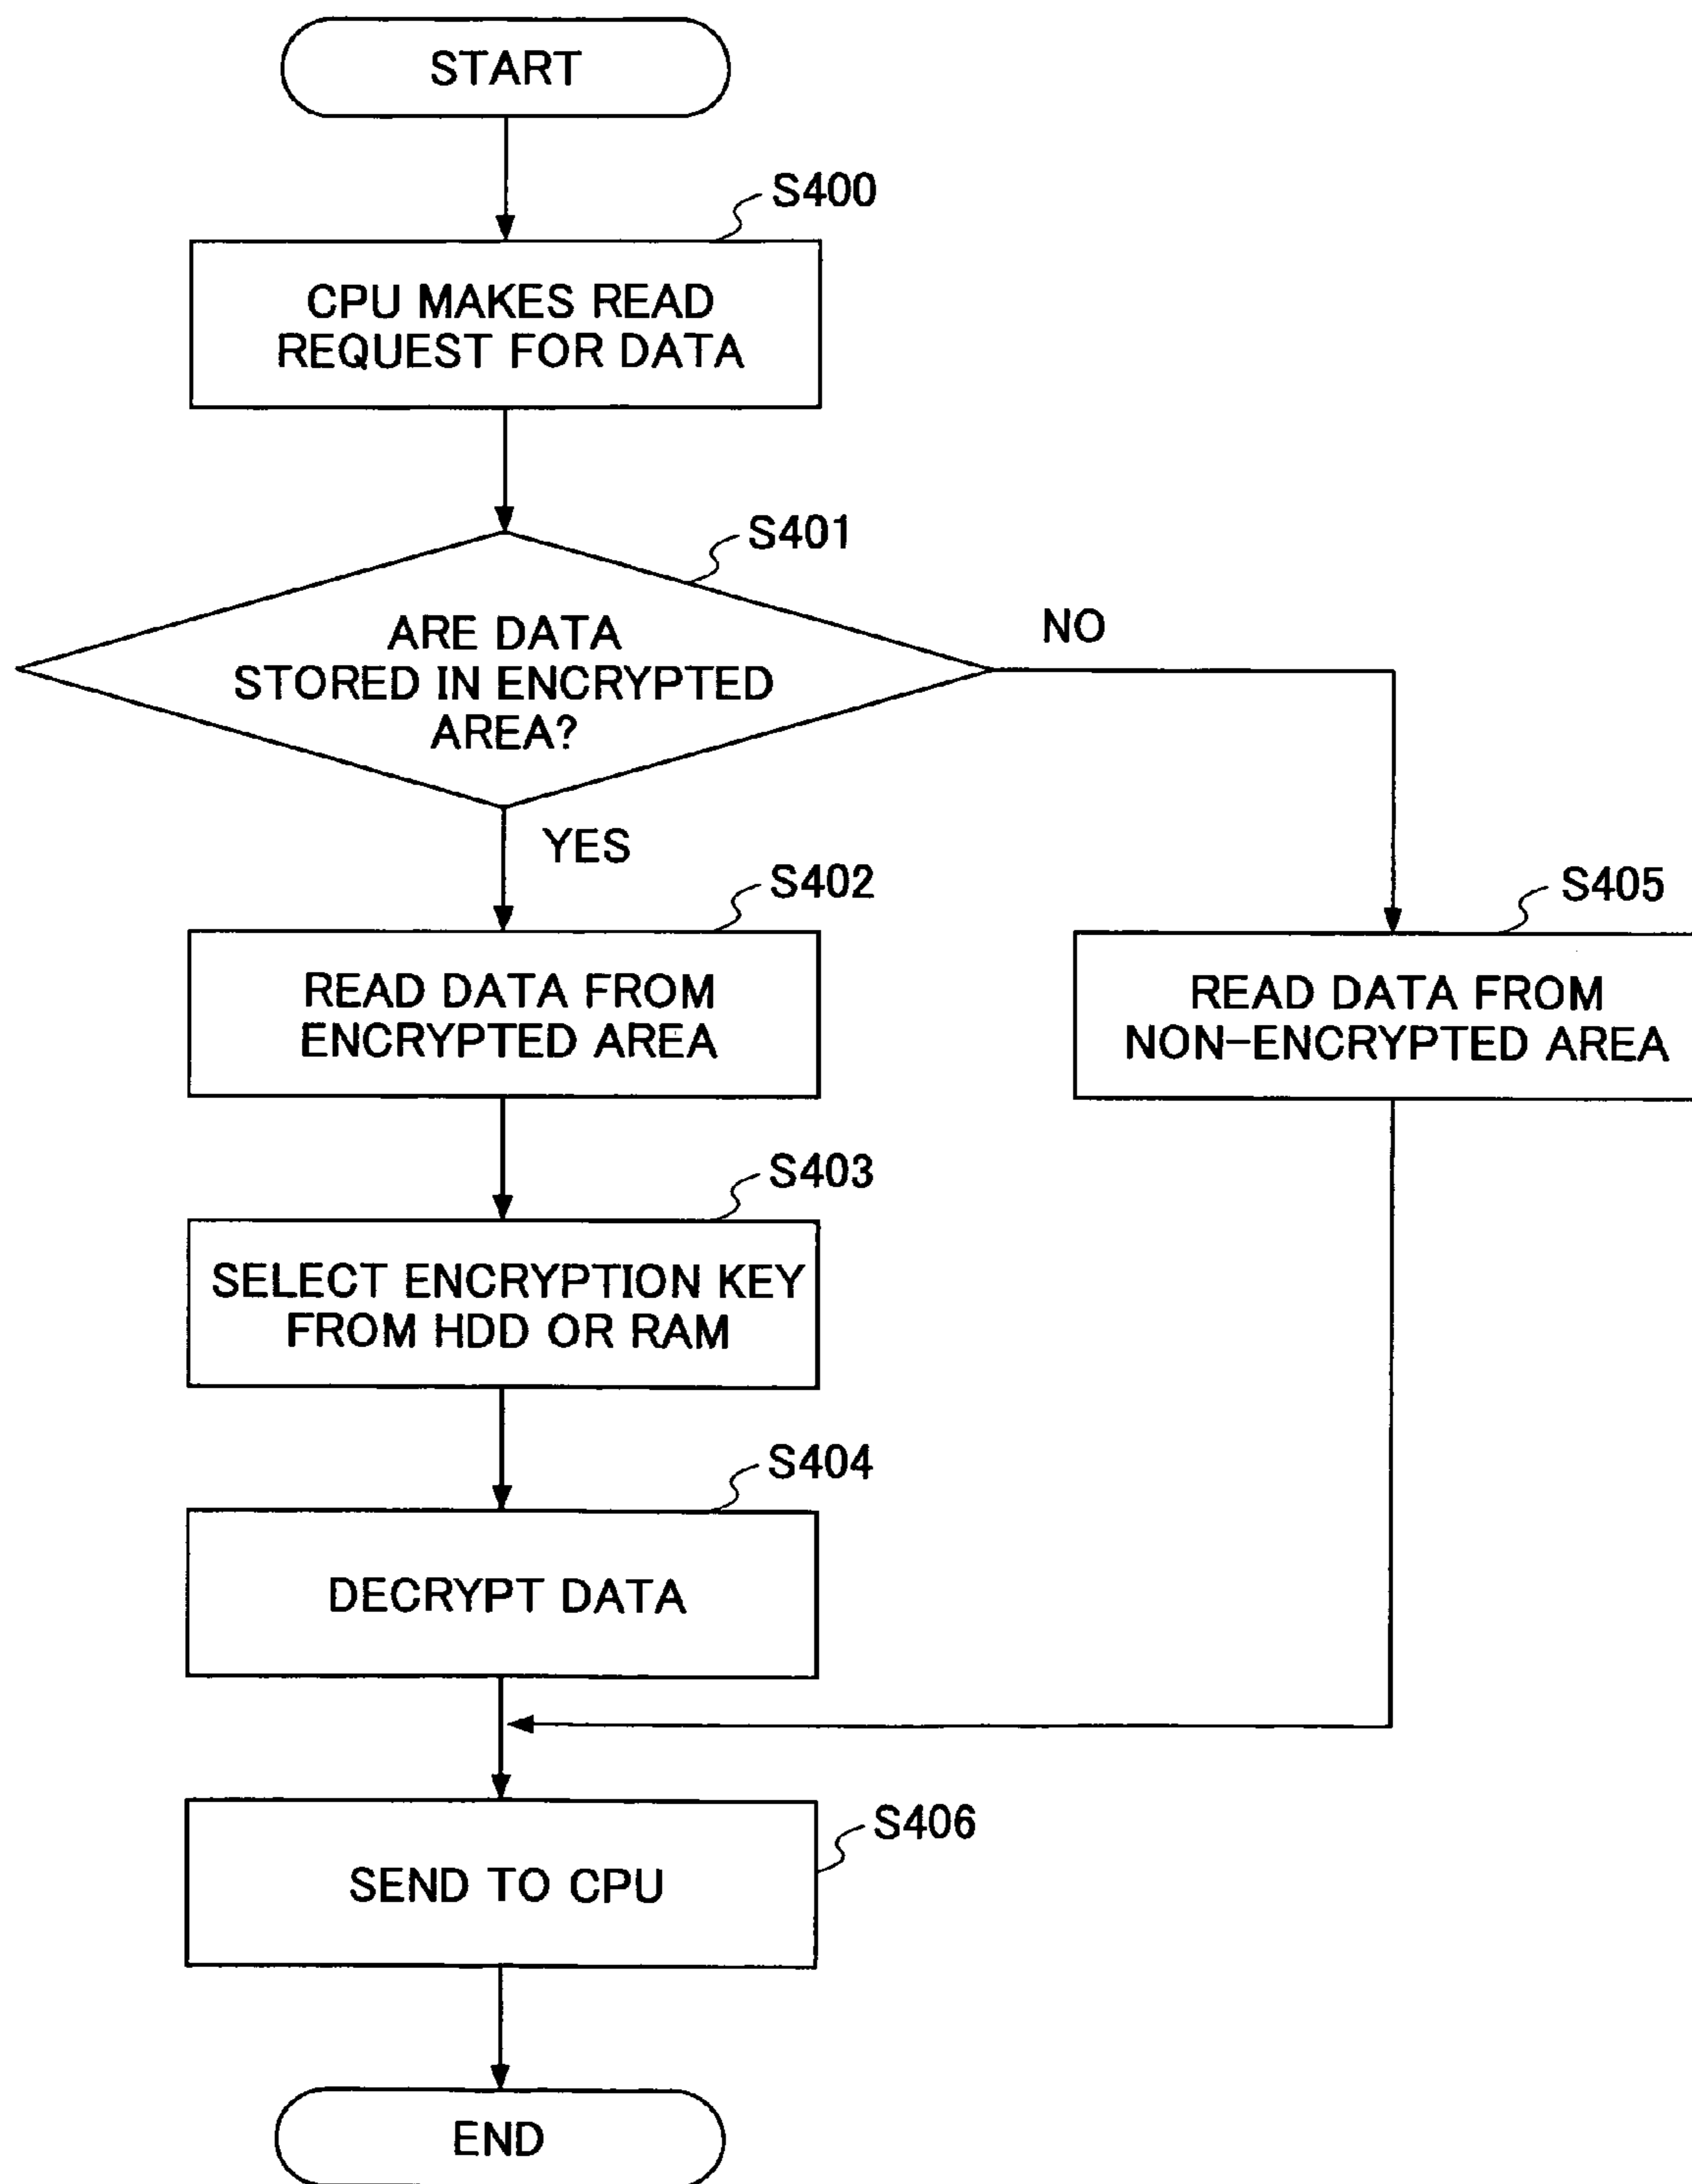 START
S400
CPU MAKES READ
REQUEST FOR DATA
S401
ARE DATA
STORED IN ENCRYPTED
AREA?
NO
YES
S402
READ DATA FROM
ENCRYPTED AREA
S405
READ DATA FROM
NON-ENCRYPTED AREA
S403
SELECT ENCRYPTION KEY
FROM HDD OR RAM
S404
DECRYPT DATA
S406
SEND TO CPU
END